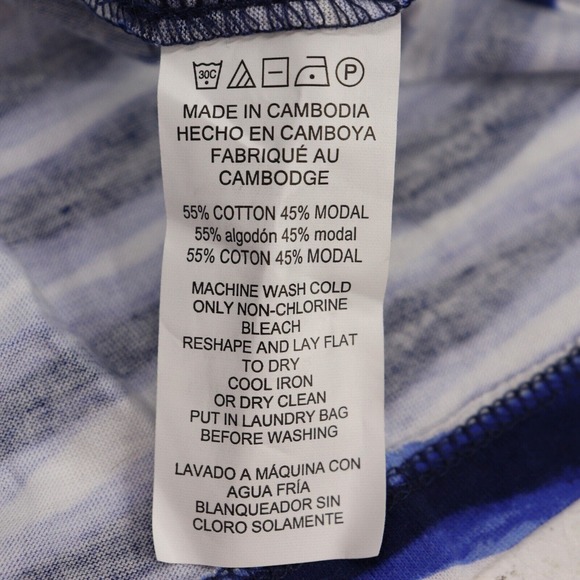 30C P
MADE IN CAMBODIA
HECHO EN CAMBOYA
FABRIQUÉ AU
CAMBODGE
55% COTTON 45% MODAL
55% algodón 45% modal
55% COTON 45% MODAL
MACHINE WASH COLD
ONLY NON-CHLORINE
BLEACH
RESHAPE AND LAY FLAT
TO DRY
COOL IRON
OR DRY CLEAN
PUT IN LAUNDRY BAG
BEFORE WASHING
LAVADO A MÁQUINA CON
AGUA FRÍA
BLANQUEADOR SIN
CLORO SOLAMENTE